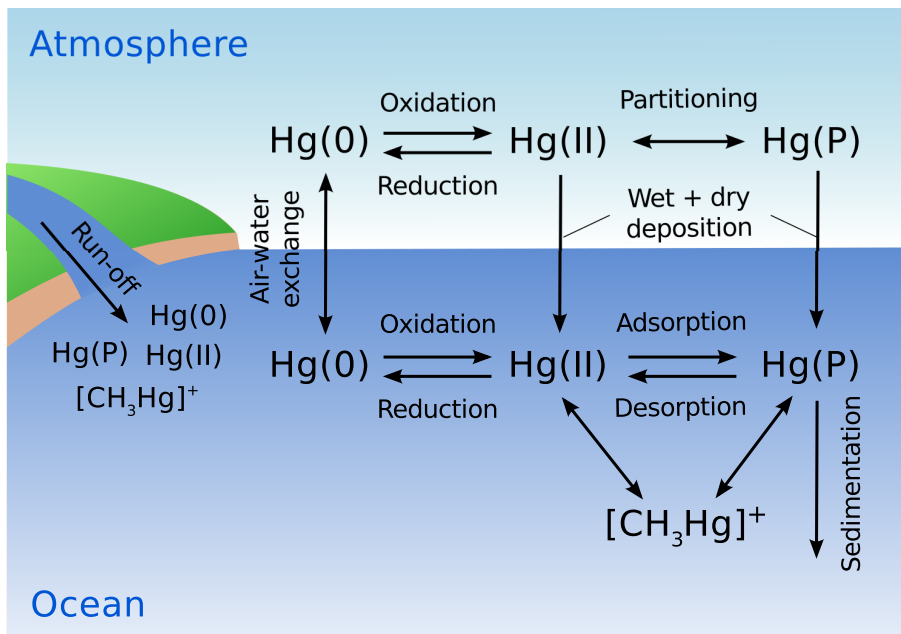 Atmosphere
Oxidation
Partitioning
Hg(0)
Hg(II)
Hg(P)
Reduction
Wet + dry
deposition
Air-water
exchange
Run-off
Hg(0)
Hg(P)
Hg(II)
[CH₃Hg]⁺
Oxidation
Adsorption
Hg(0)
Hg(II)
Hg(P)
Reduction
Desorption
Sedimentation
[CH₃Hg]⁺
Ocean